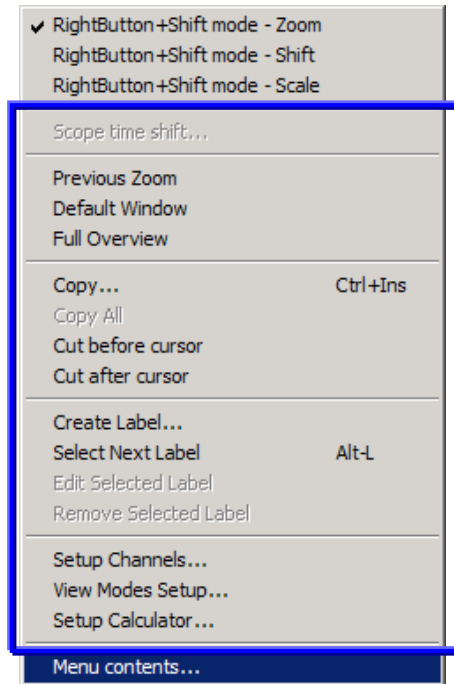 RightButton+Shift mode - Zoom
RightButton+Shift mode - Shift
RightButton+Shift mode - Scale
Scope time shift...
Previous Zoom
Default Window
Full Overview
Copy... Ctrl+Ins
Copy All
Cut before cursor
Cut after cursor
Create Label...
Select Next Label Alt-L
Edit Selected Label
Remove Selected Label
Setup Channels...
View Modes Setup...
Setup Calculator...
Menu contents...